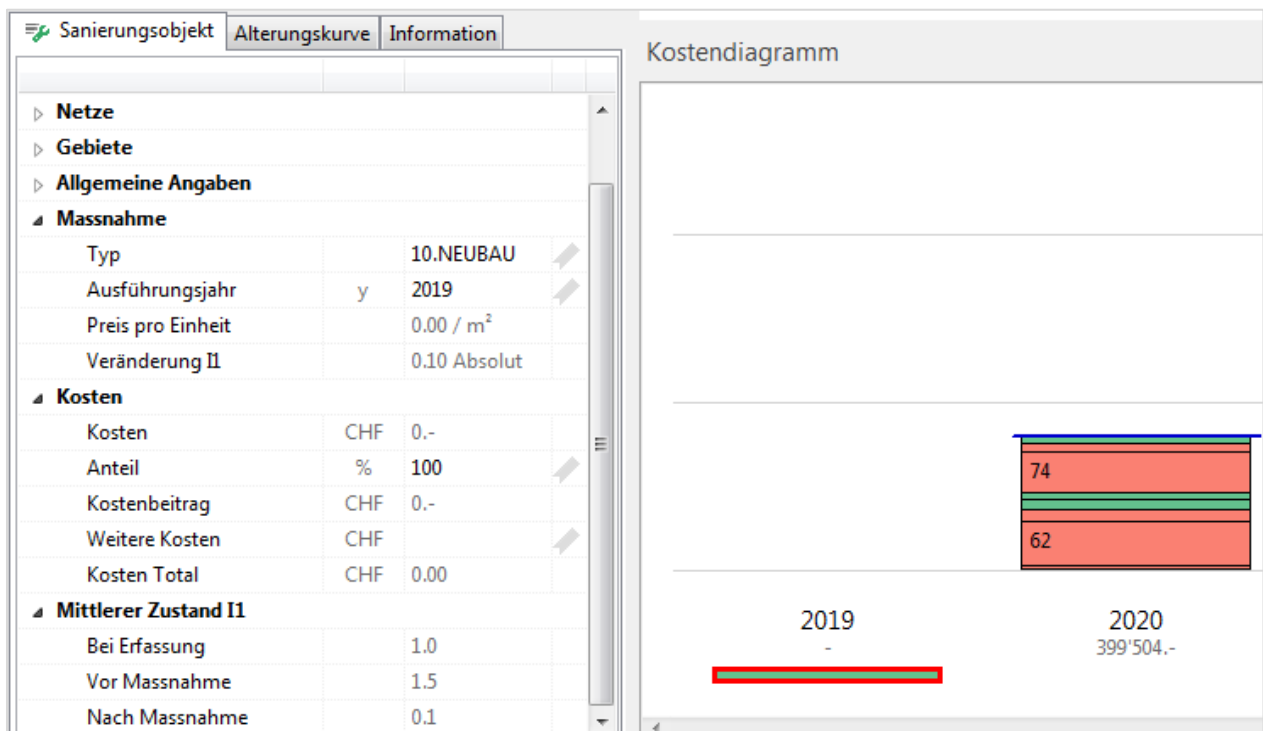 Sanierungsobjekt Alterungskurve Information
Netze
Gebiete
Allgemeine Angaben
Massnahme
Typ 10.NEUBAU
Ausführungsjahr y 2019
Preis pro Einheit 0.00 / m²
Veränderung I1 0.10 Absolut
Kosten
Kosten CHF 0.-
Anteil % 100
Kostenbeitrag CHF 0.-
Weitere Kosten CHF
Kosten Total CHF 0.00
Mittlerer Zustand I1
Bei Erfassung 1.0
Vor Massnahme 1.5
Nach Massnahme 0.1
Kostendiagramm
74
62
2019 2020
- 399'504.-